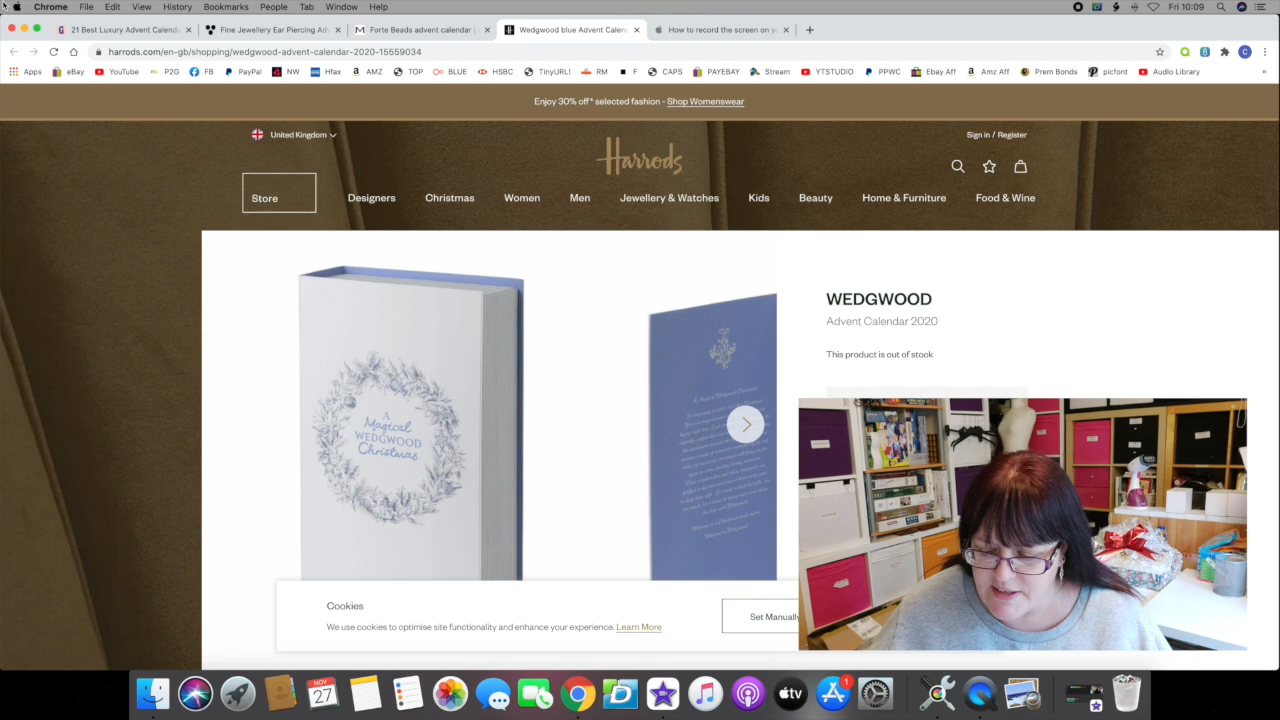 Chrome File Edit View History Bookmarks People Tab Window Help
Fri 10:09
21 Best Luxury Advent Calenda
Fine Jewellery Ear Piercing Adv
Forte Beads advent calendar |
Wedgwood blue Advent Calen
How to record the screen on yo
harrods.com/en-gb/shopping/wedgwood-advent-calendar-2020-15559034
Apps eBay YouTube P2G FB PayPal NW Hfax AMZ TOP BLUE HSBC TinyURL! RM F CAPS PAYEBAY Stream YTSTUDIO PPWC Ebay Aff Amz Aff Prem Bonds picfont Audio Library
Enjoy 30% off* selected fashion - Shop Womenswear
United Kingdom
Sign in / Register
Harrods
Store Designers Christmas Women Men Jewellery & Watches Kids Beauty Home & Furniture Food & Wine
WEDGWOOD
Advent Calendar 2020
This product is out of stock
A
Magical
WEDGWOOD
Christmas
Cookies
We use cookies to optimise site functionality and enhance your experience. Learn More
Set Manually
NOV
27
tv
1